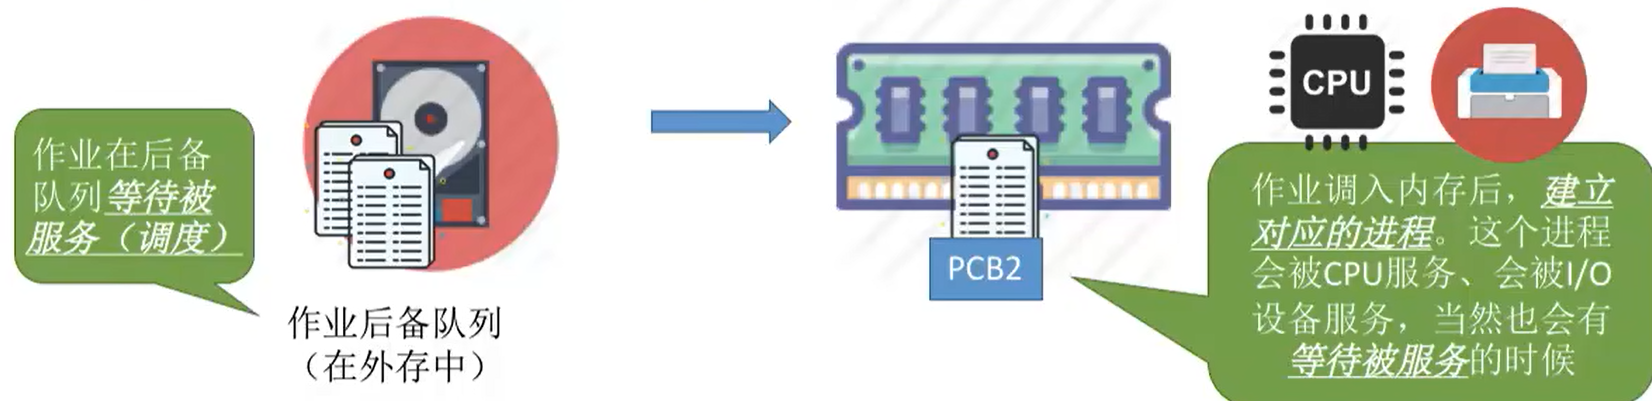 作业在后备
队列等待被
服务（调度）
作业后备队列
（在外存中）
PCB2
CPU
作业调入内存后，建立
对应的进程。这个进程
会被CPU服务、会被I/O
设备服务，当然也会有
等待被服务的时候